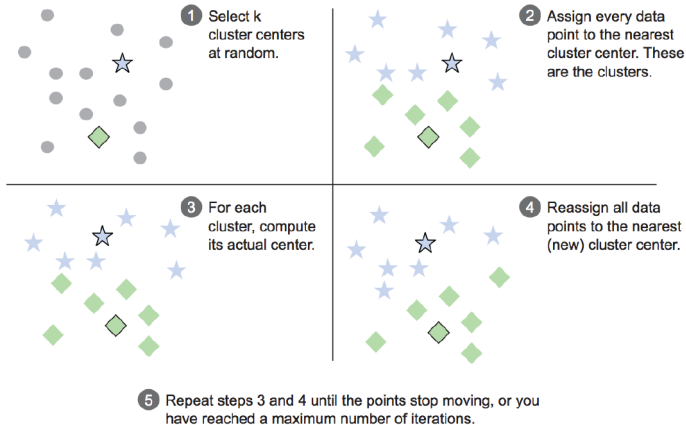 1 Select k
cluster centers
at random.
2 Assign every data
point to the nearest
cluster center. These
are the clusters.
3 For each
cluster, compute
its actual center.
4 Reassign all data
points to the nearest
(new) cluster center.
5 Repeat steps 3 and 4 until the points stop moving, or you
have reached a maximum number of iterations.